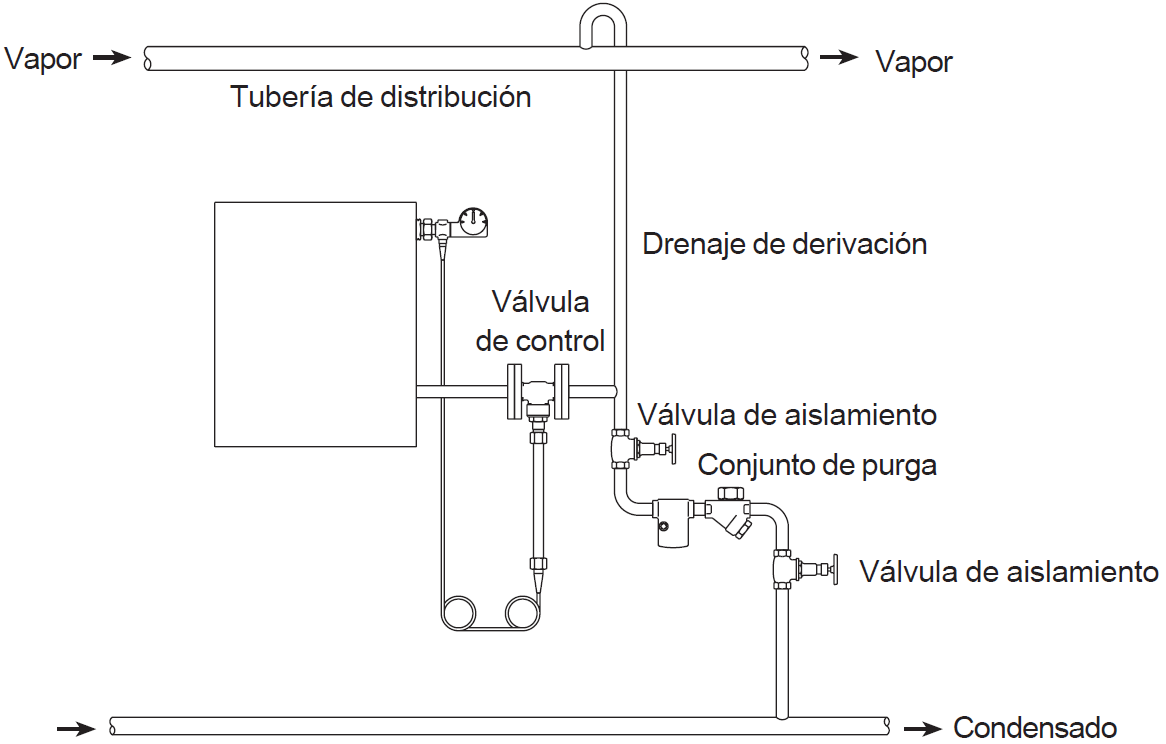 Vapor
Vapor
Tubería de distribución
Drenaje de derivación
Válvula
de control
Válvula de aislamiento
Conjunto de purga
Válvula de aislamiento
Condensado